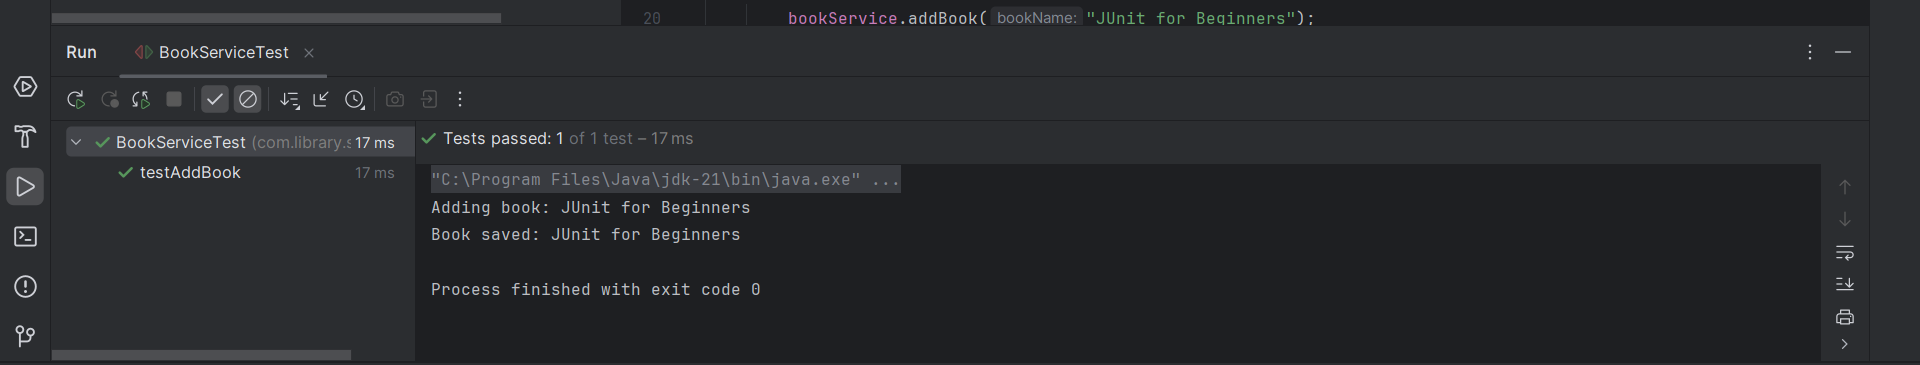 20 bookService.addBook( bookName: "JUnit for Beginners");
Run BookServiceTest
BookServiceTest (com.library.s 17 ms
testAddBook 17 ms
Tests passed: 1 of 1 test – 17 ms
"C:\Program Files\Java\jdk-21\bin\java.exe" ...
Adding book: JUnit for Beginners
Book saved: JUnit for Beginners
Process finished with exit code 0